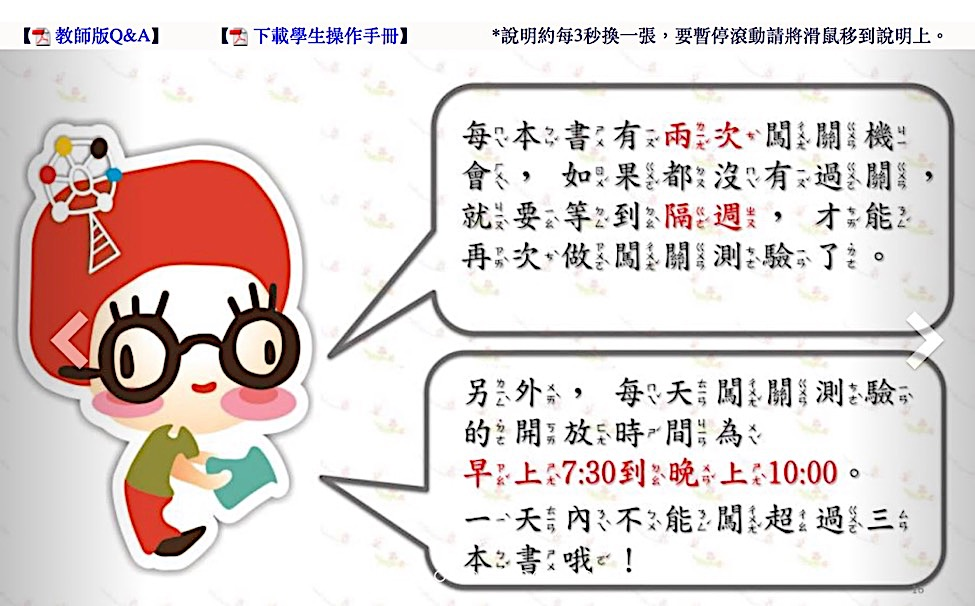 【教師版Q&A】 【下載學生操作手冊】 *說明約每3秒換一張，要暫停滾動請將滑鼠移到說明上。
每本書有兩次闖關機
會，如果都沒有過關，
就要等到隔週，才能
再次做闖關測驗了。
另外，每天闖關測驗
的開放時間為
早上7:30到晚上10:00。
一天內不能闖超過三
本書哦！